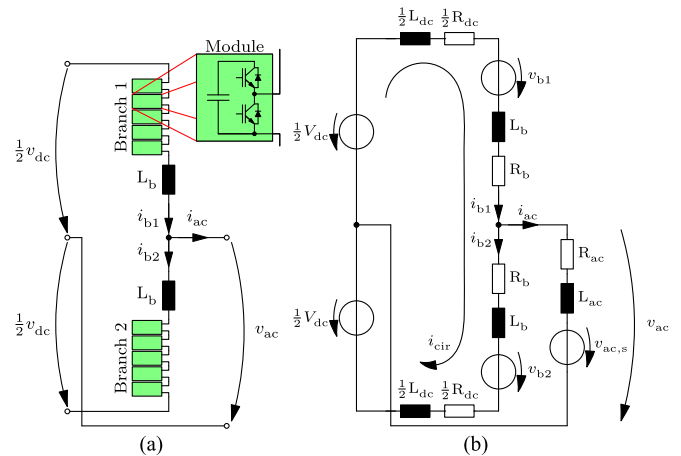 Module
Branch 1
½v_dc
L_b
i_b1
i_ac
i_b2
½v_dc
L_b
v_ac
Branch 2
(a)
½L_dc
½R_dc
v_b1
½V_dc
L_b
R_b
i_b1
i_ac
i_b2
R_ac
R_b
L_ac
½V_dc
L_b
v_ac
i_cir
v_ac,s
v_b2
½L_dc
½R_dc
(b)